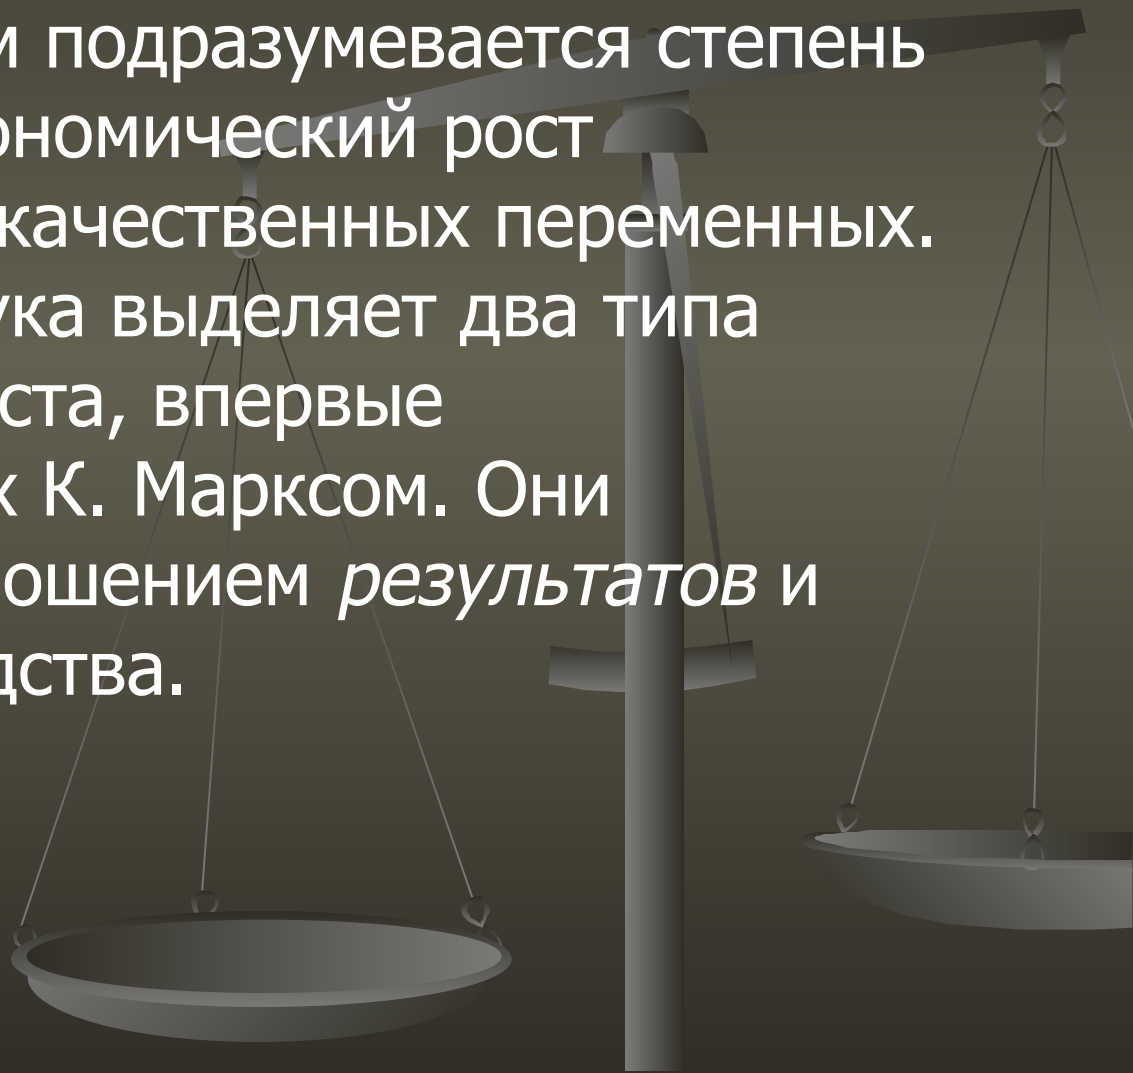 и подразумевается степень
ономический рост
качественных переменных.
ука выделяет два типа
ста, впервые
х К. Марксом. Они
ошением результатов и
дства.